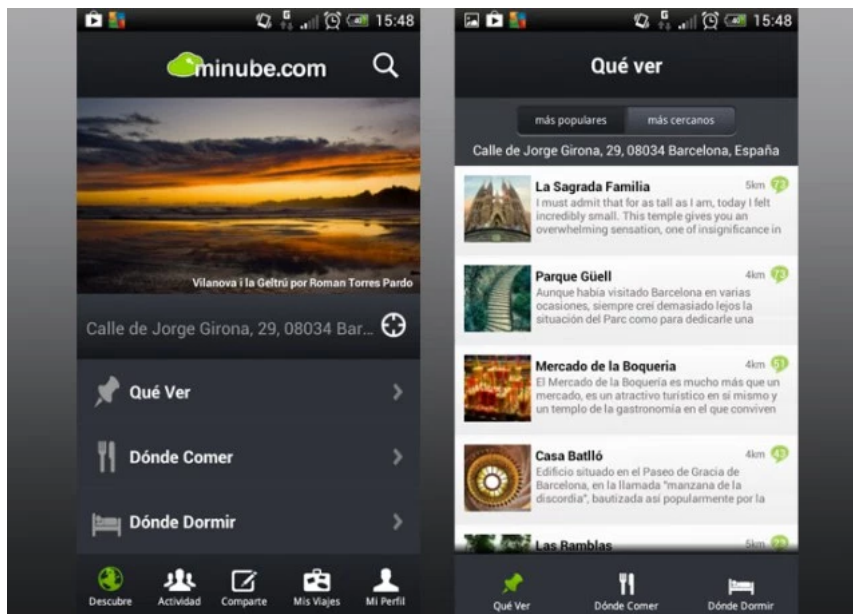 15:48
minube.com
Vilanova i la Geltrú por Roman Torres Pardo
Calle de Jorge Girona, 29, 08034 Bar...
Qué Ver
Dónde Comer
Dónde Dormir
Descubre
Actividad
Comparte
Mis Viajes
Mi Perfil
15:48
Qué ver
más populares
más cercanos
Calle de Jorge Girona, 29, 08034 Barcelona, España
La Sagrada Familia 5km 73
I must admit that for as tall as I am, today I felt
incredibly small. This temple gives you an
overwhelming sensation, one of insignificance in
Parque Güell 4km 73
Aunque había visitado Barcelona en varias
ocasiones, siempre creí demasiado lejos la
situación del Parc como para dedicarle una
Mercado de la Boqueria 4km 51
El Mercado de la Boquería es mucho más que un
mercado, es un atractivo turístico en sí mismo y
un templo de la gastronomía en el que conviven
Casa Batlló 4km 43
Edificio situado en el Paseo de Gracia de
Barcelona, en la llamada "manzana de la
discordia", bautizada así popularmente por la
Las Ramblas 5km
Qué Ver
Dónde Comer
Dónde Dormir